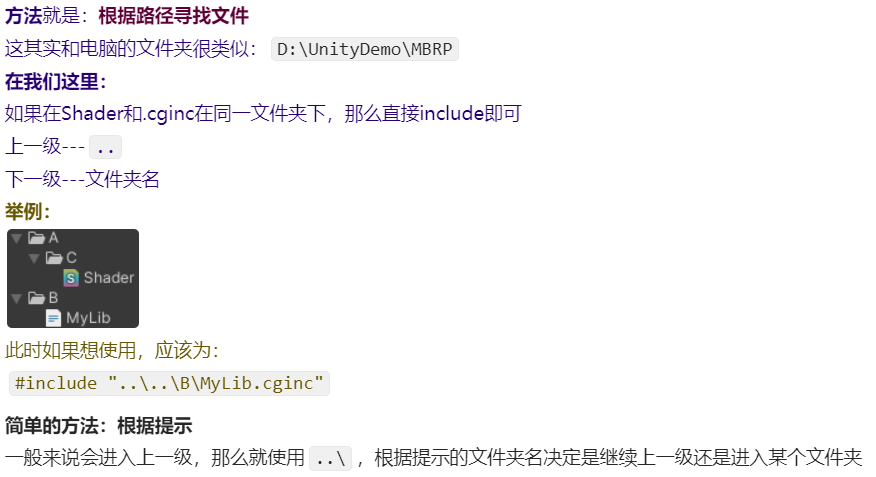 方法就是：根据路径寻找文件
这其实和电脑的文件夹很类似： D:\UnityDemo\MBRP
在我们这里：
如果在Shader和.cginc在同一文件夹下，那么直接include即可
上一级--- ..
下一级---文件夹名
举例：
A
C
Shader
B
MyLib
此时如果想使用，应该为：
#include "..\..\B\MyLib.cginc"
简单的方法：根据提示
一般来说会进入上一级，那么就使用 ..\ ，根据提示的文件夹名决定是继续上一级还是进入某个文件夹